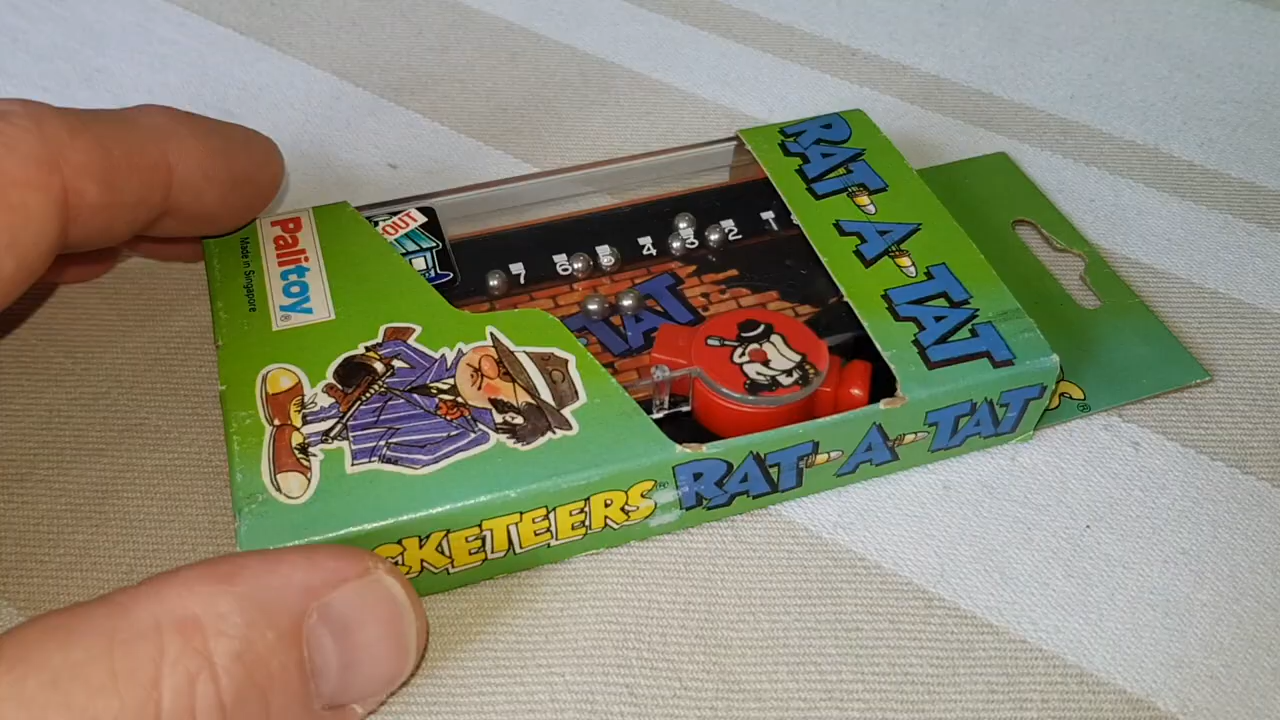 OUT
Palitoy®
Made in Singapore
7 6 5 4 3 2 1
TAT
RAT-A-TAT
CKETEERS® RAT-A-TAT
S®